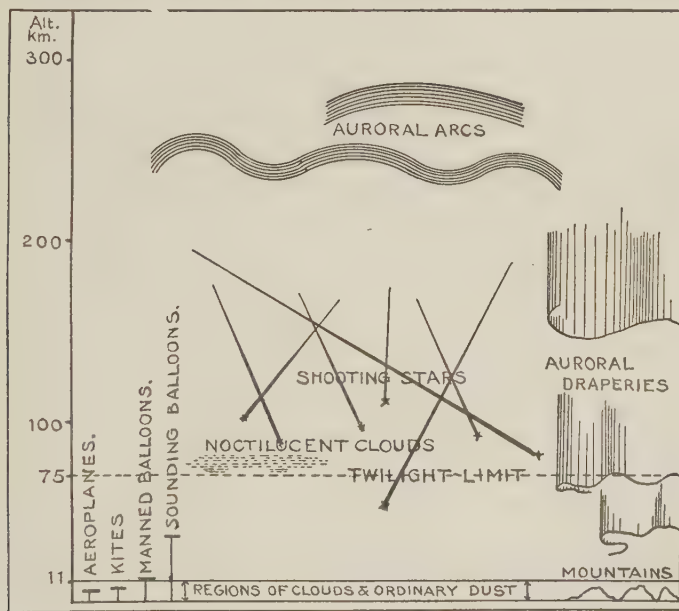 Alt.
km.
300
AURORAL ARCS
200
SHOOTING STARS
AURORAL
DRAPERIES
100
NOCTILUCENT CLOUDS
75
TWILIGHT-LIMIT
AEROPLANES.
KITES
MANNED BALLOONS.
SOUNDING BALLOONS.
MOUNTAINS
11
REGIONS OF CLOUDS & ORDINARY DUST